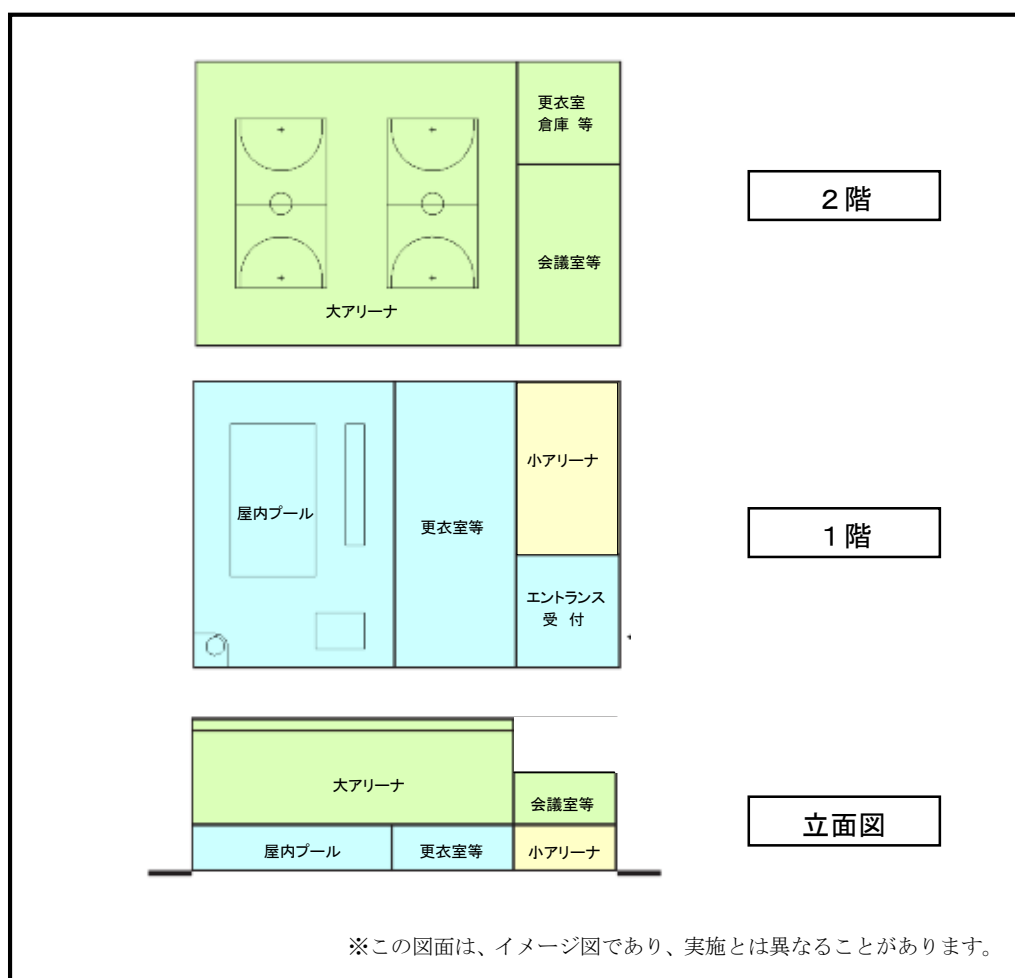 更衣室
倉庫 等
会議室等
大アリーナ
２階
小アリーナ
屋内プール
更衣室等
エントランス
受 付
１階
大アリーナ
会議室等
屋内プール
更衣室等
小アリーナ
立面図
※この図面は、イメージ図であり、実施とは異なることがあります。